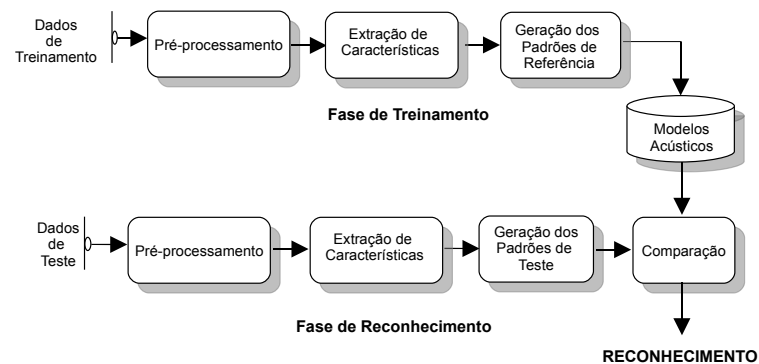 Dados
de
Treinamento
Pré-processamento
Extração de
Características
Geração dos
Padrões de
Referência
Fase de Treinamento
Modelos
Acústicos
Dados
de
Teste
Pré-processamento
Extração de
Características
Geração dos
Padrões de
Teste
Comparação
Fase de Reconhecimento
RECONHECIMENTO